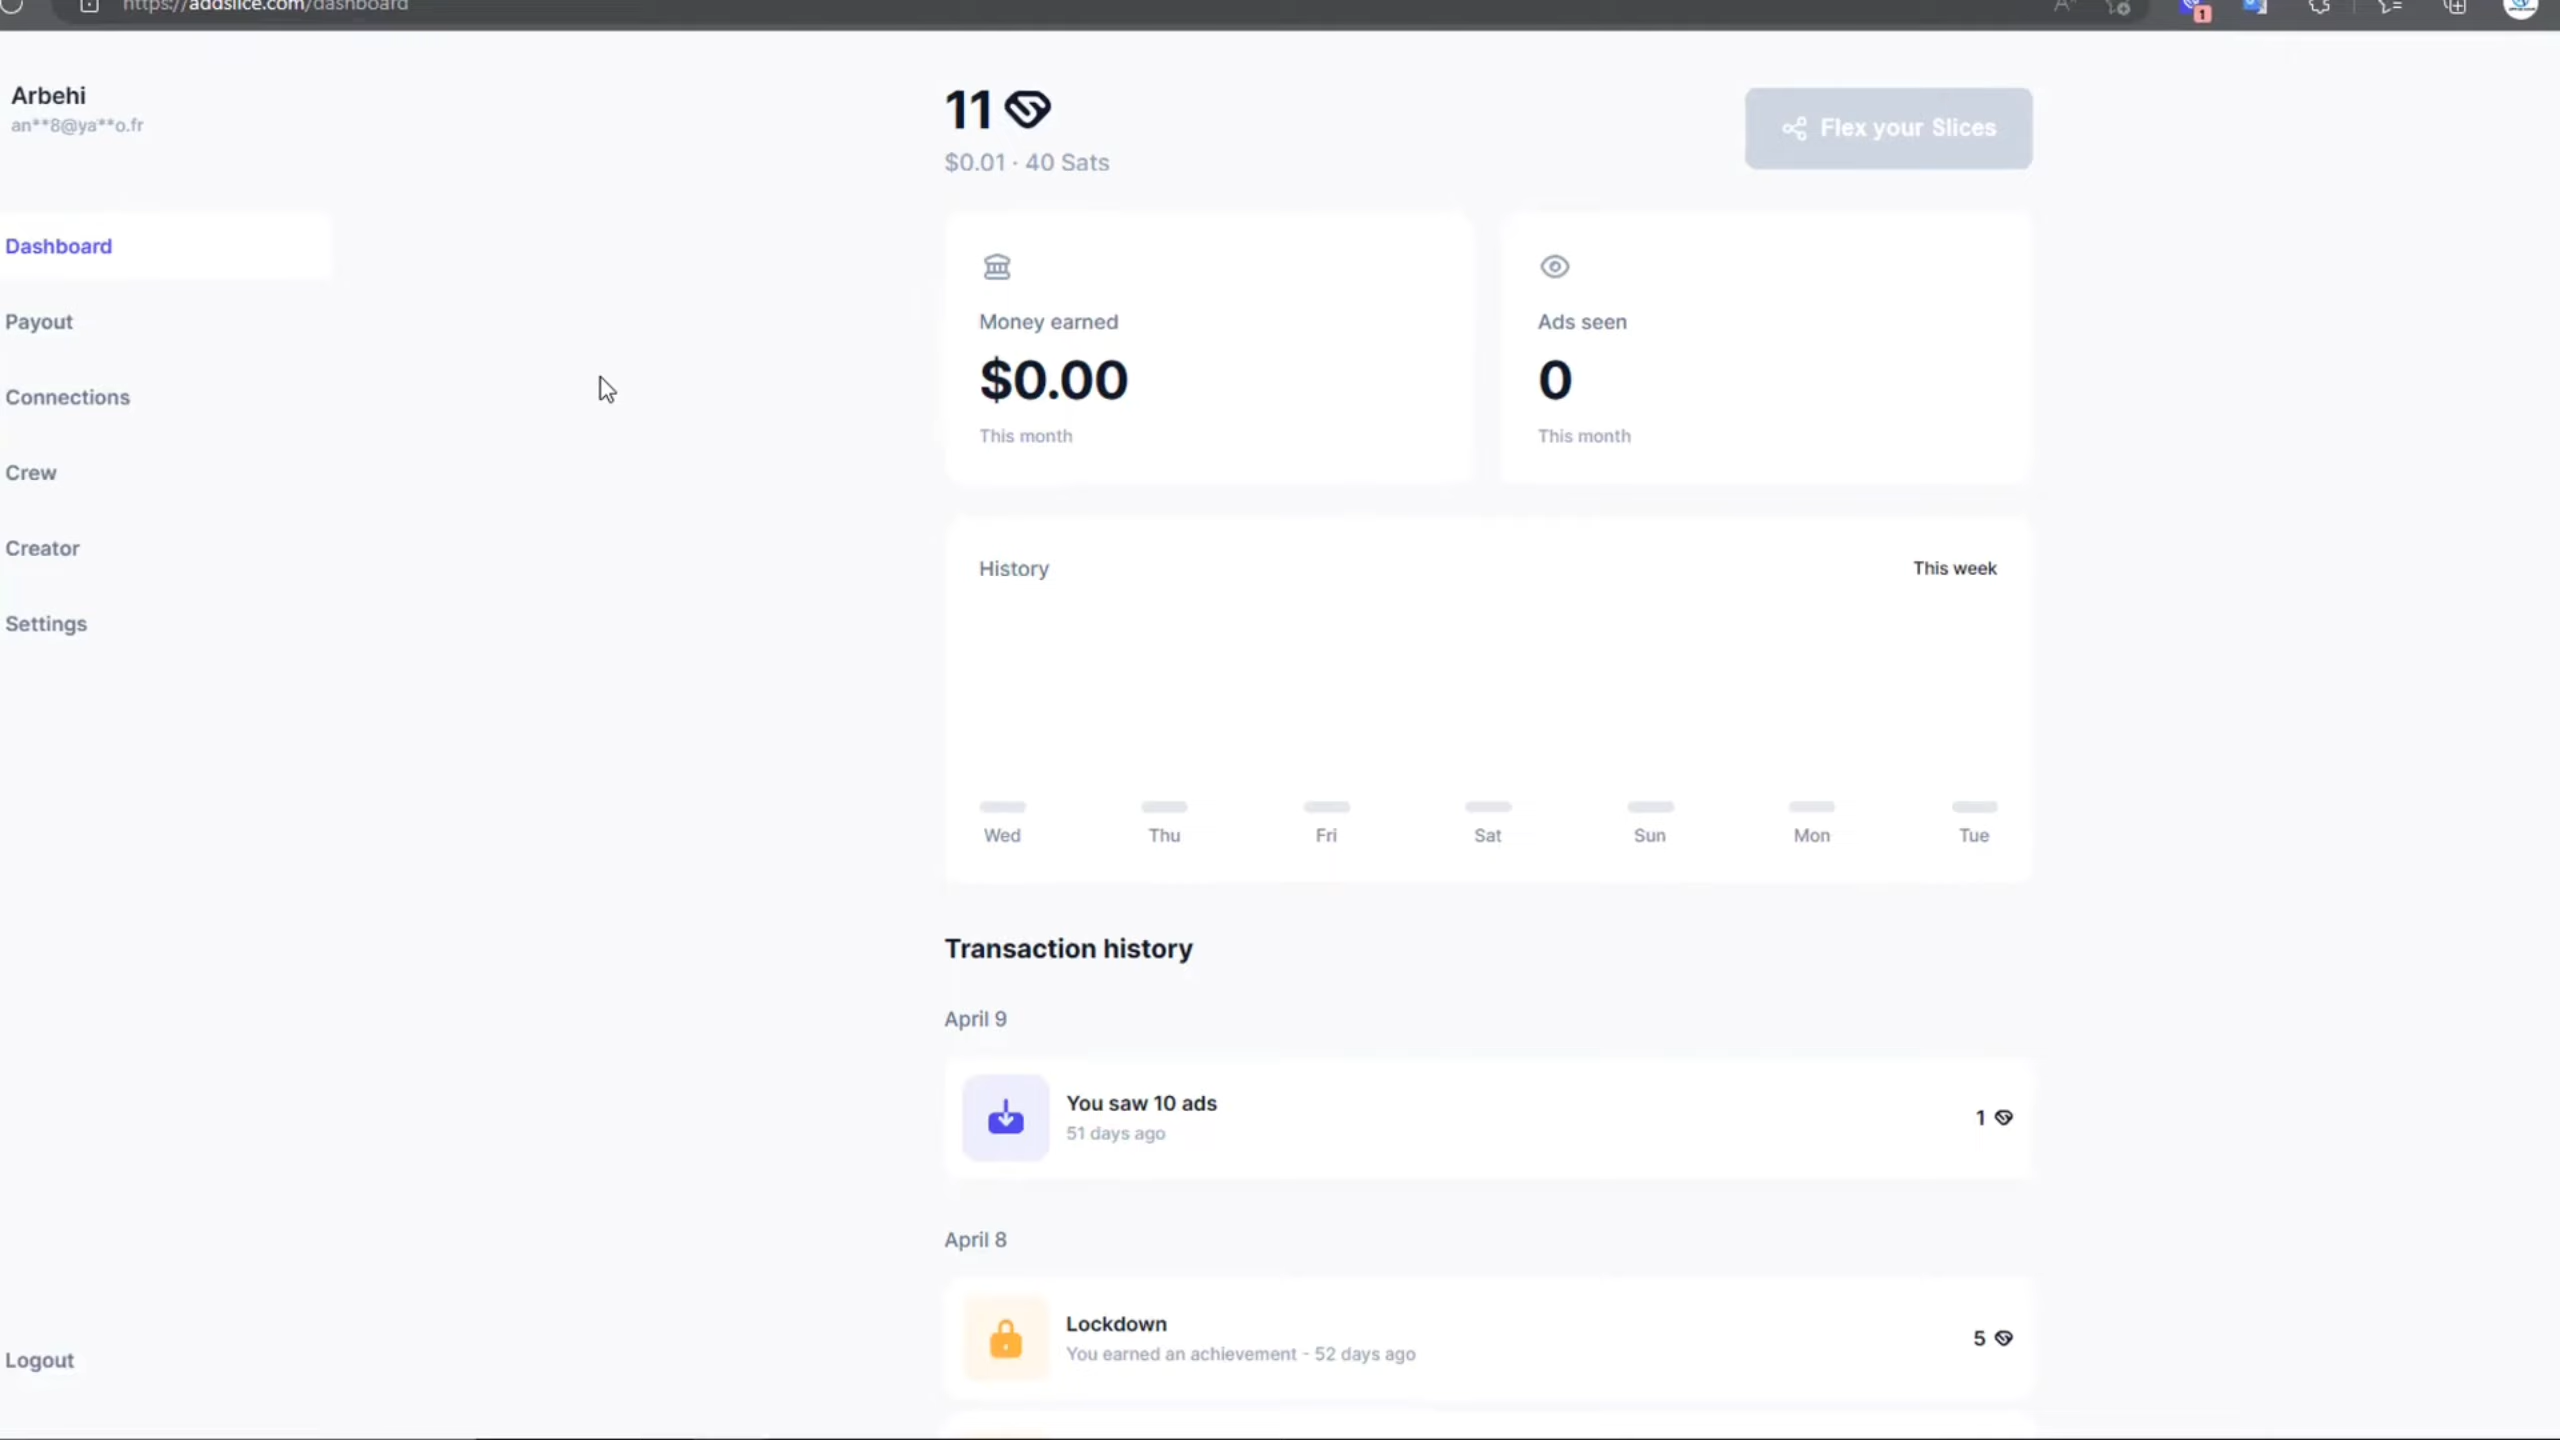 https://addslice.com/dashboard
1
Arbehi
an**8@ya**o.fr
Dashboard
Payout
Connections
Crew
Creator
Settings
Logout
11
$0.01 · 40 Sats
Flex your Slices
Money earned
$0.00
This month
Ads seen
0
This month
History
This week
Wed
Thu
Fri
Sat
Sun
Mon
Tue
Transaction history
April 9
You saw 10 ads
51 days ago
1
April 8
Lockdown
You earned an achievement - 52 days ago
5